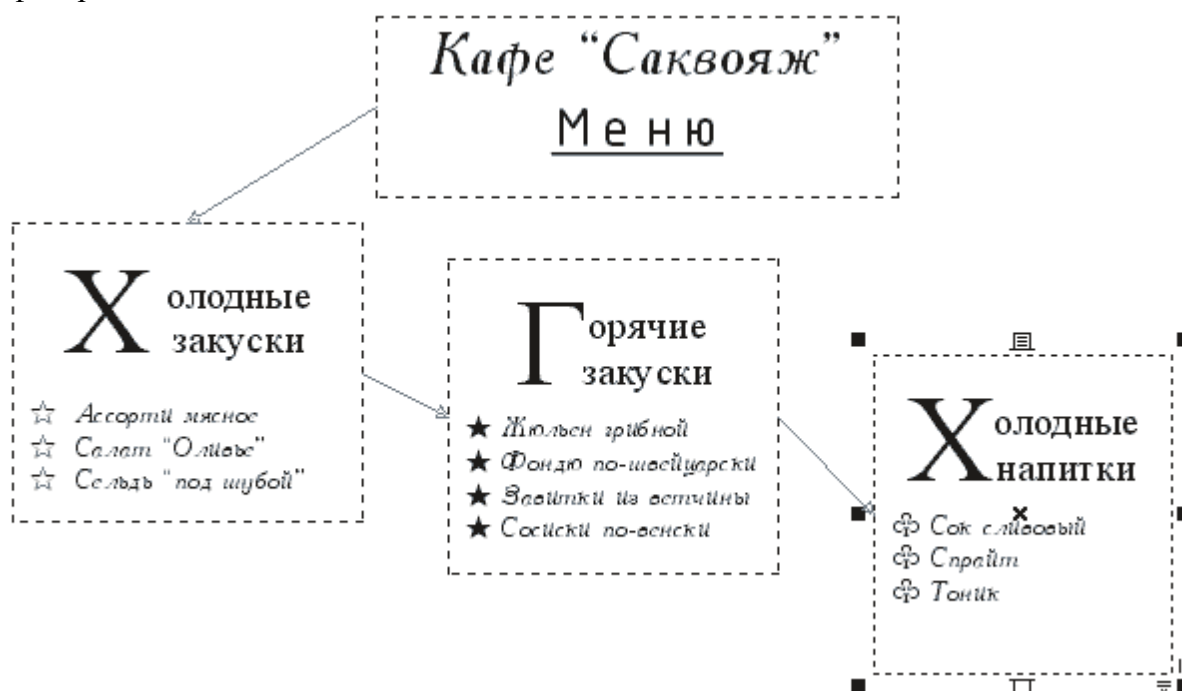 Кафе “Саквояж”
Меню
Холодные
закуски
☆ Ассорти мясное
☆ Салат “Оливье”
☆ Сельдь “под шубой”
Горячие
закуски
★ Жюльен грибной
★ Фондю по-швейцарски
★ Завитки из ветчины
★ Сосиски по-венски
Холодные
напитки
♧ Сок сливовый
♧ Спрайт
♧ Тоник